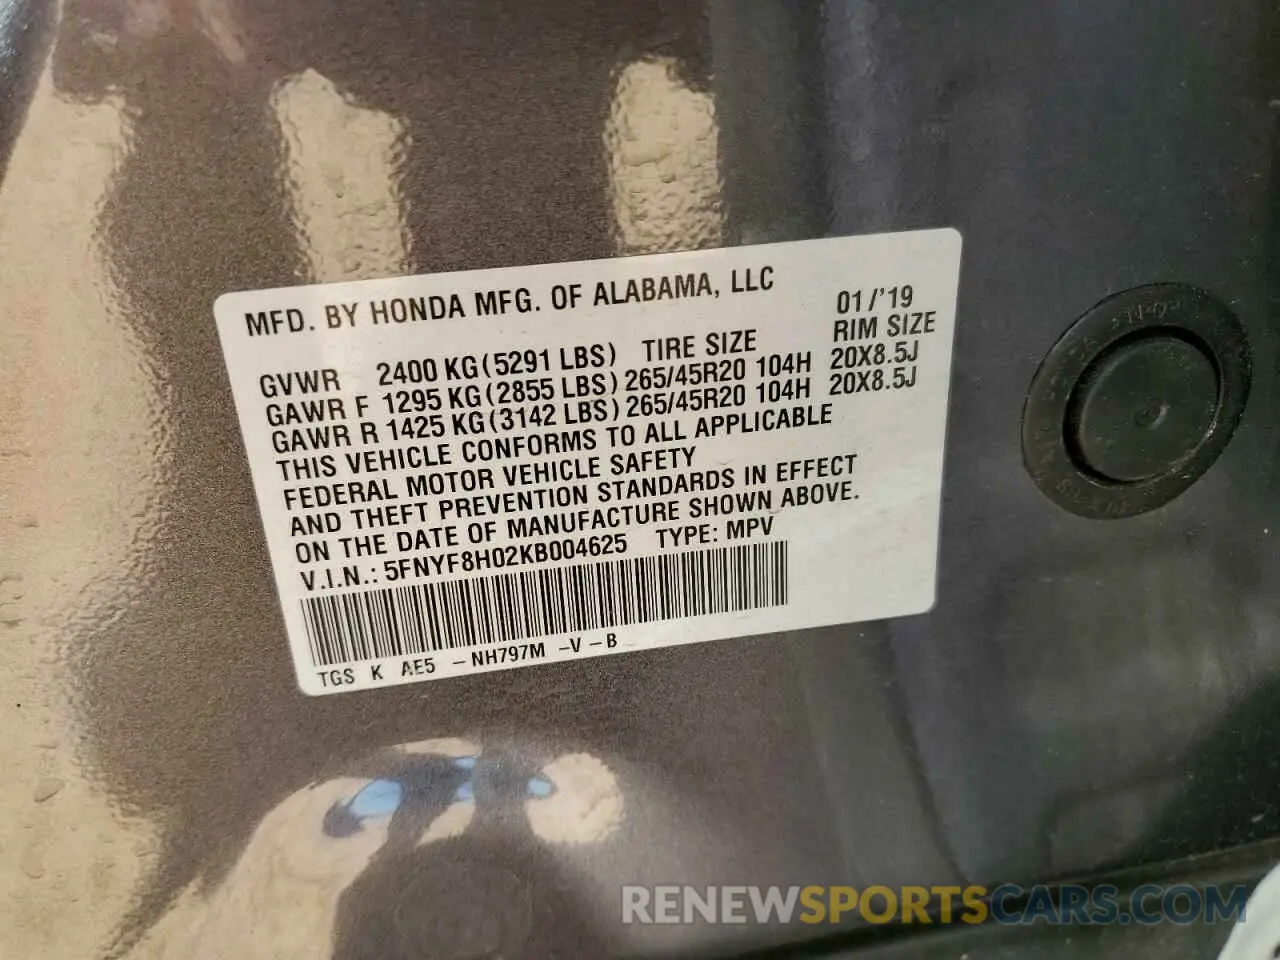 MFD. BY HONDA MFG. OF ALABAMA, LLC 01/'19
GVWR 2400 KG(5291 LBS) TIRE SIZE RIM SIZE
GAWR F 1295 KG(2855 LBS) 265/45R20 104H 20X8.5J
GAWR R 1425 KG(3142 LBS) 265/45R20 104H 20X8.5J
THIS VEHICLE CONFORMS TO ALL APPLICABLE
FEDERAL MOTOR VEHICLE SAFETY
AND THEFT PREVENTION STANDARDS IN EFFECT
ON THE DATE OF MANUFACTURE SHOWN ABOVE.
V.I.N.: 5FNYF8H02KB004625 TYPE: MPV
TGS K AE5 -NH797M -V-B
RENEWSPORTSCARS.COM